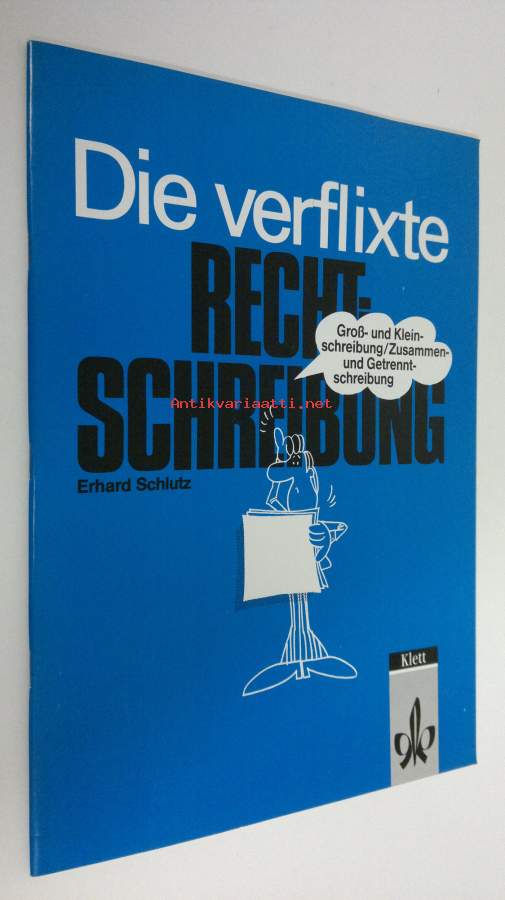 Die verflixte
RECHT-
SCHREIBUNG
Groß- und Klein-
schreibung/Zusammen-
und Getrennt-
schreibung
Antikvariaatti.net
Erhard Schlutz
Klett